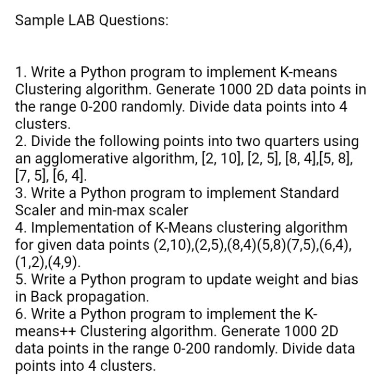 Sample LAB Questions:
1. Write a Python program to implement K-means
Clustering algorithm. Generate 1000 2D data points in
the range 0-200 randomly. Divide data points into 4
clusters.
2. Divide the following points into two quarters using
an agglomerative algorithm, [2, 10], [2, 5], [8, 4],[5, 8],
[7, 5], [6, 4].
3. Write a Python program to implement Standard
Scaler and min-max scaler
4. Implementation of K-Means clustering algorithm
for given data points (2,10),(2,5),(8,4)(5,8)(7,5),(6,4),
(1,2),(4,9).
5. Write a Python program to update weight and bias
in Back propagation.
6. Write a Python program to implement the K-
means++ Clustering algorithm. Generate 1000 2D
data points in the range 0-200 randomly. Divide data
points into 4 clusters.